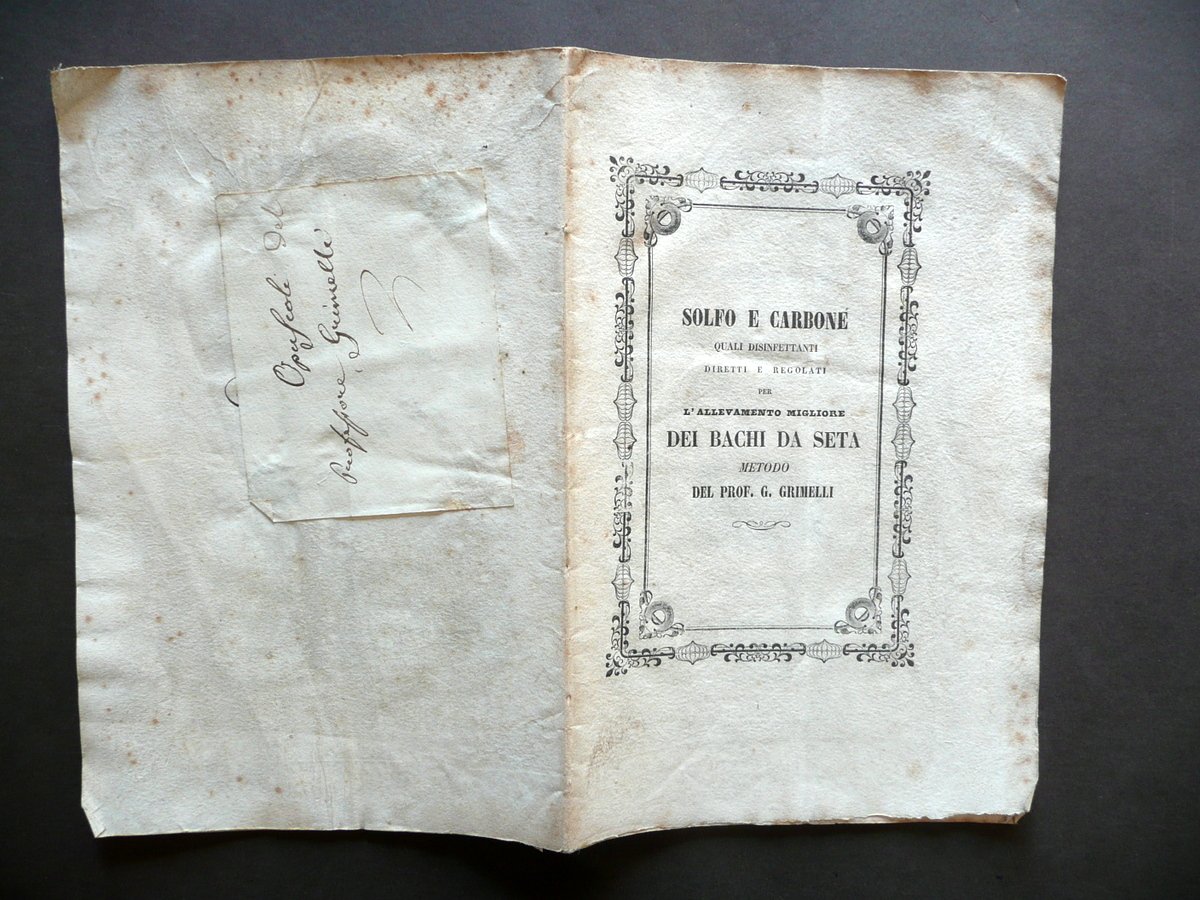 Opuscoli del
professore Grimelli
SOLFO E CARBONE
QUALI DISINFETTANTI
DIRETTI E REGOLATI
PER
L'ALLEVAMENTO MIGLIORE
DEI BACHI DA SETA
METODO
DEL PROF. G. GRIMELLI